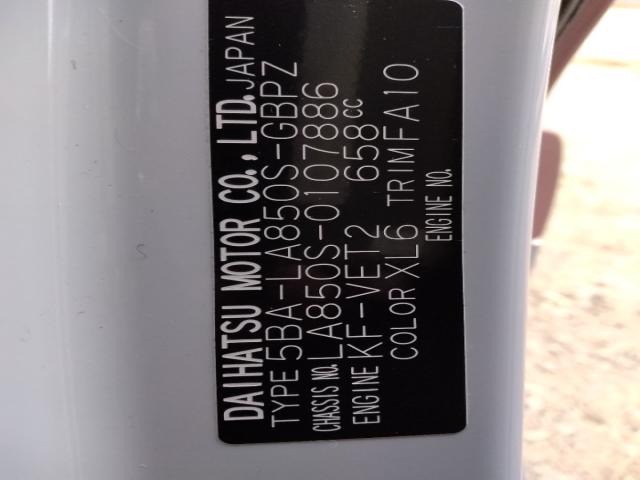 DAIHATSU MOTOR CO., LTD. JAPAN
TYPE 5BA-LA850S-GBPZ
CHASSIS NO. LA850S-0107886
ENGINE KF-VET2 658cc
COLOR XL6 TRIM FA10
ENGINE NO.